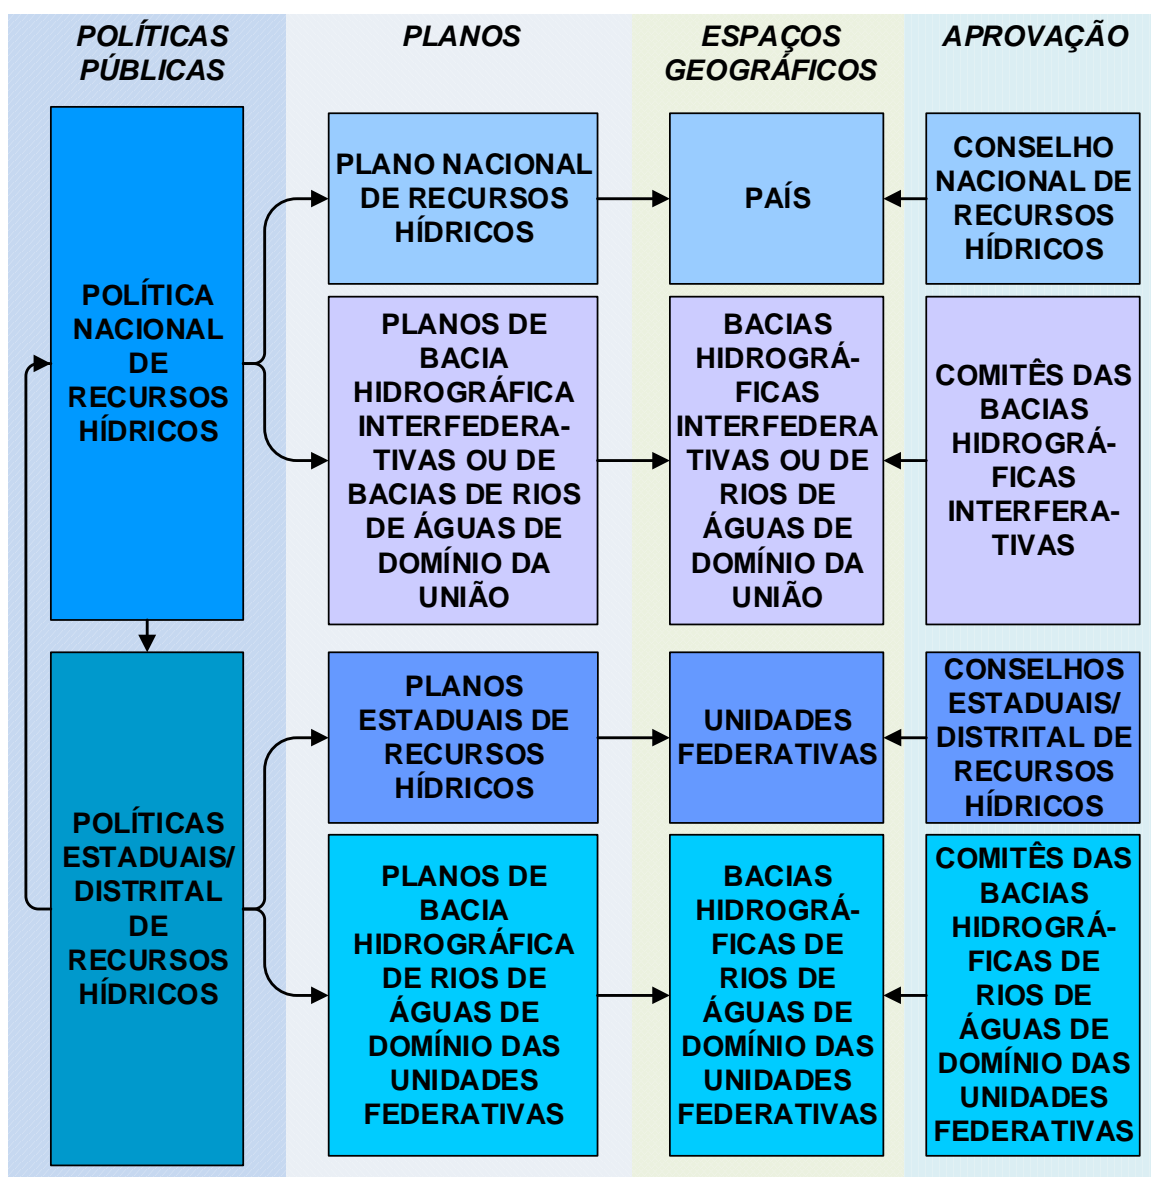 POLÍTICAS
PÚBLICAS
PLANOS
ESPAÇOS
GEOGRÁFICOS
APROVAÇÃO
POLÍTICA
NACIONAL
DE
RECURSOS
HÍDRICOS
PLANO NACIONAL
DE RECURSOS
HÍDRICOS
PAÍS
CONSELHO
NACIONAL DE
RECURSOS
HÍDRICOS
PLANOS DE
BACIA
HIDROGRÁFICA
INTERFEDERA-
TIVAS OU DE
BACIAS DE RIOS
DE ÁGUAS DE
DOMÍNIO DA
UNIÃO
BACIAS
HIDROGRÁ-
FICAS
INTERFEDERA
TIVAS OU DE
RIOS DE
ÁGUAS DE
DOMÍNIO DA
UNIÃO
COMITÊS DAS
BACIAS
HIDROGRÁ-
FICAS
INTERFERA-
TIVAS
POLÍTICAS
ESTADUAIS/
DISTRITAL
DE
RECURSOS
HÍDRICOS
PLANOS
ESTADUAIS DE
RECURSOS
HÍDRICOS
UNIDADES
FEDERATIVAS
CONSELHOS
ESTADUAIS/
DISTRITAL DE
RECURSOS
HÍDRICOS
PLANOS DE
BACIA
HIDROGRÁFICA
DE RIOS DE
ÁGUAS DE
DOMÍNIO DAS
UNIDADES
FEDERATIVAS
BACIAS
HIDROGRÁ-
FICAS DE
RIOS DE
ÁGUAS DE
DOMÍNIO DAS
UNIDADES
FEDERATIVAS
COMITÊS DAS
BACIAS
HIDROGRÁ-
FICAS DE
RIOS DE
ÁGUAS DE
DOMÍNIO DAS
UNIDADES
FEDERATIVAS